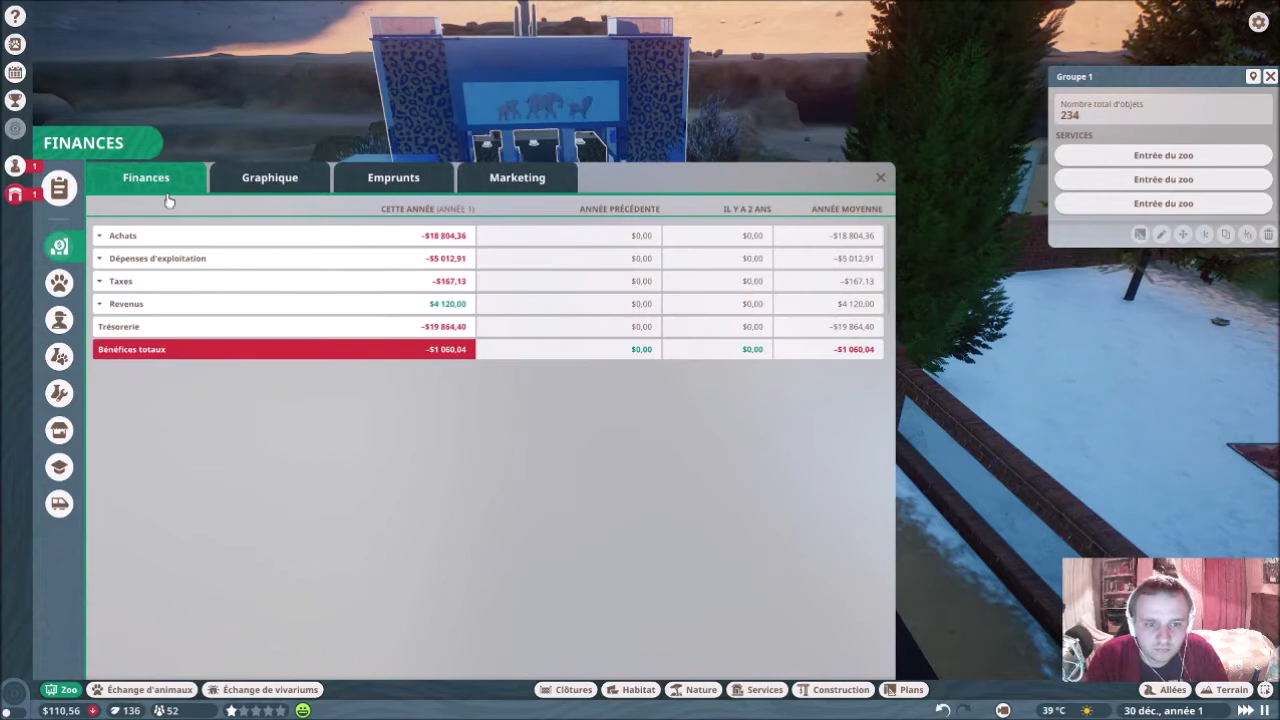 FINANCES
Finances Graphique Emprunts Marketing
CETTE ANNÉE (ANNÉE 1) ANNÉE PRÉCÉDENTE IL Y A 2 ANS ANNÉE MOYENNE
Achats -$18 804,36 $0,00 $0,00 -$18 804,36
Dépenses d'exploitation -$5 012,91 $0,00 $0,00 -$5 012,91
Taxes -$167,13 $0,00 $0,00 -$167,13
Revenus $4 120,00 $0,00 $0,00 $4 120,00
Trésorerie -$19 864,40 $0,00 $0,00 -$19 864,40
Bénéfices totaux -$1 060,04 $0,00 $0,00 -$1 060,04
Groupe 1
Nombre total d'objets
234
SERVICES
Entrée du zoo
Entrée du zoo
Entrée du zoo
1
1
Zoo Échange d'animaux Échange de vivariums Clôtures Habitat Nature Services Construction Plans Allées Terrain
$110,56 136 52 39 °C 30 déc., année 1